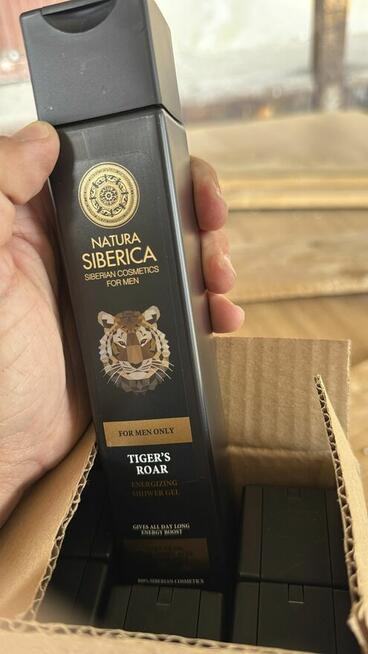 NATURA
SIBERICA
SIBERIAN COSMETICS
FOR MEN
FOR MEN ONLY
TIGER'S
ROAR
ENERGIZING
SHOWER GEL
GIVES ALL DAY LONG
ENERGY BOOST
100% SIBERIAN COSMETICS